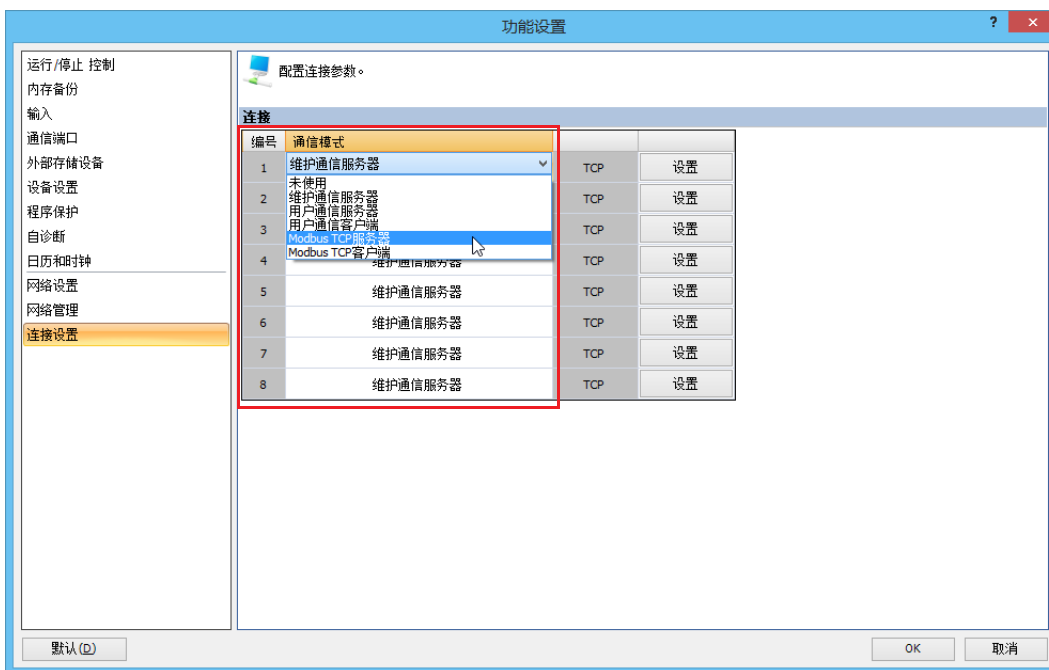 功能设置
?
×
运行/停止 控制
内存备份
输入
通信端口
外部存储设备
设备设置
程序保护
自诊断
日历和时钟
网络设置
网络管理
连接设置
配置连接参数。
连接
编号 通信模式
1 维护通信服务器 TCP 设置
未使用
维护通信服务器
用户通信服务器
用户通信客户端
Modbus TCP服务器
Modbus TCP客户端
2 TCP 设置
3 TCP 设置
4 维护通信服务器 TCP 设置
5 维护通信服务器 TCP 设置
6 维护通信服务器 TCP 设置
7 维护通信服务器 TCP 设置
8 维护通信服务器 TCP 设置
默认(D)
OK
取消